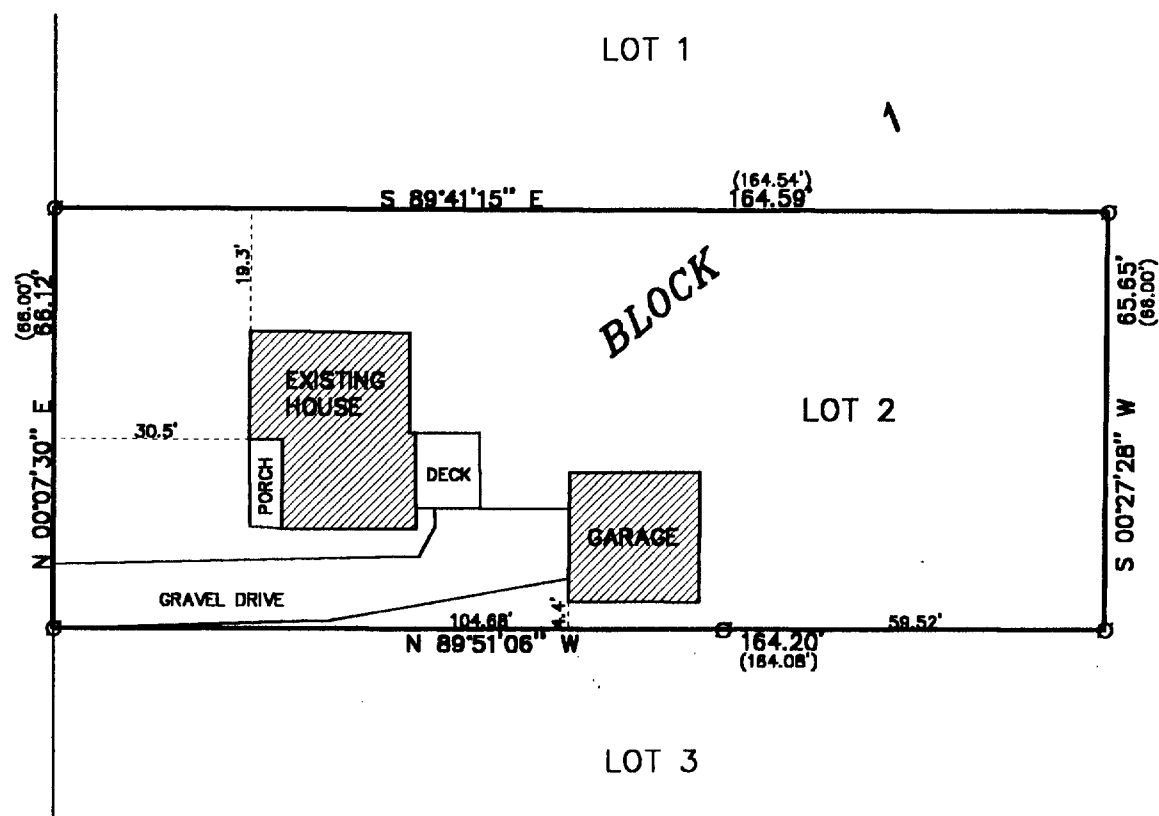 LOT 1
1
(164.54')
S 89°41'15" E 164.59'
19.3'
(66.00')
66.12'
N 00°07'30" E
BLOCK
65.65'
(66.00')
S 00°27'28" W
EXISTING
HOUSE
LOT 2
30.5'
PORCH
DECK
GARAGE
GRAVEL DRIVE
4.4'
104.68'
59.52'
N 89°51'06" W 164.20'
(164.08')
LOT 3